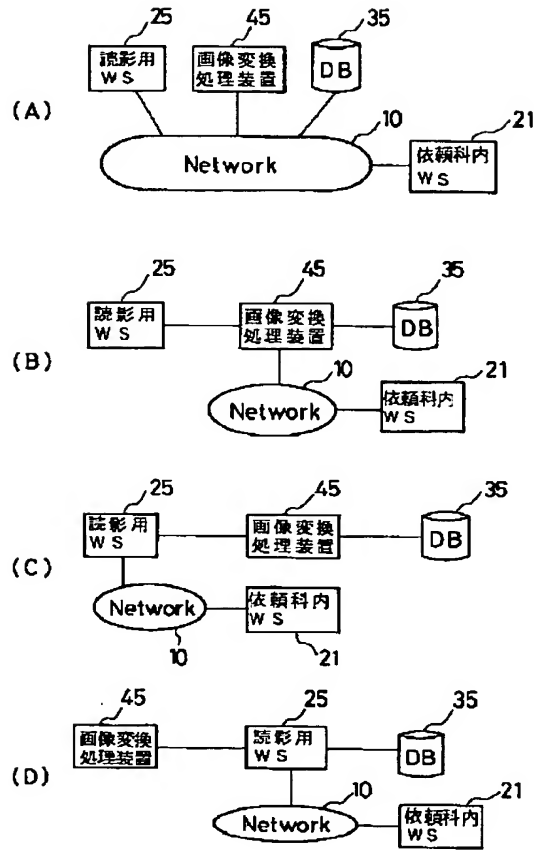 25
45
35
読影用
WS
画像変換
処理装置
DB
(A)
10
21
Network
依頼科内
WS
25
45
35
読影用
WS
画像変換
処理装置
DB
(B)
10
21
Network
依頼科内
WS
25
45
35
読影用
WS
画像変換
処理装置
DB
(C)
Network
依頼科内
WS
10
21
45
25
35
画像変換
処理装置
読影用
WS
DB
(D)
10
21
Network
依頼科内
WS